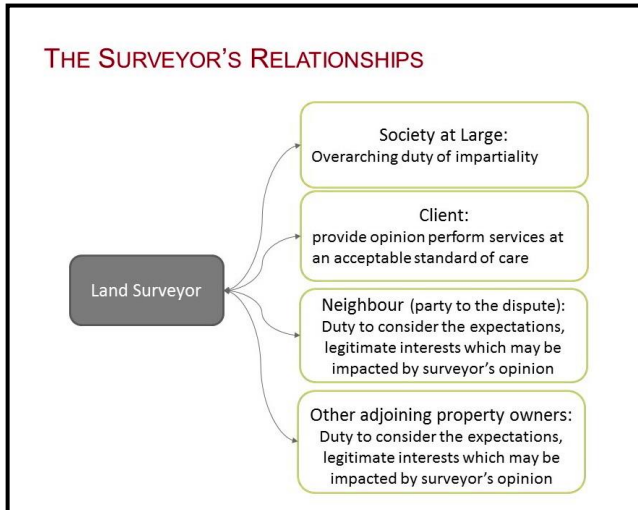 THE SURVEYOR'S RELATIONSHIPS
Society at Large:
Overarching duty of impartiality
Client:
provide opinion perform services at
an acceptable standard of care
Land Surveyor
Neighbour (party to the dispute):
Duty to consider the expectations,
legitimate interests which may be
impacted by surveyor's opinion
Other adjoining property owners:
Duty to consider the expectations,
legitimate interests which may be
impacted by surveyor's opinion